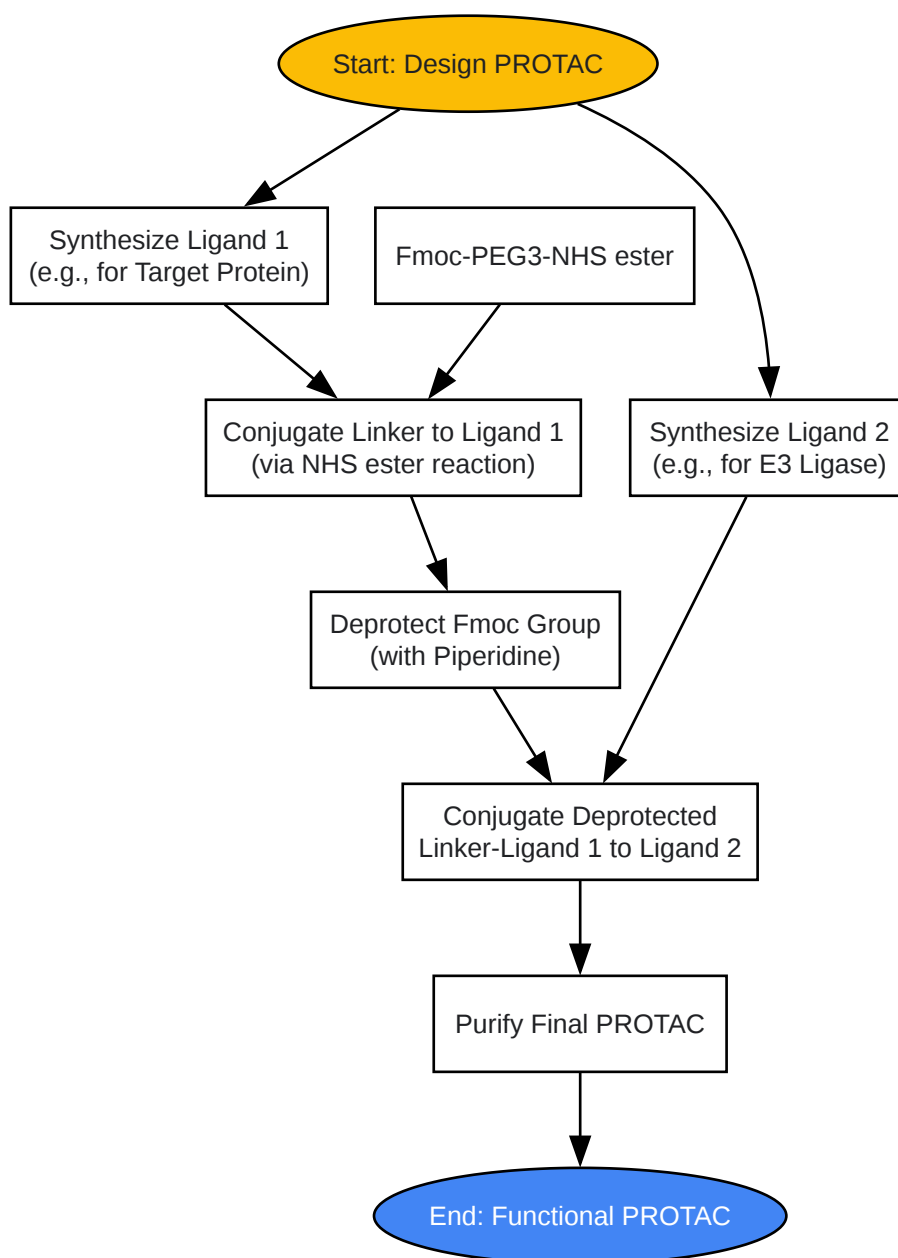 Start: Design PROTAC
Synthesize Ligand 1
(e.g., for Target Protein)
Fmoc-PEG3-NHS ester
Conjugate Linker to Ligand 1
(via NHS ester reaction)
Synthesize Ligand 2
(e.g., for E3 Ligase)
Deprotect Fmoc Group
(with Piperidine)
Conjugate Deprotected
Linker-Ligand 1 to Ligand 2
Purify Final PROTAC
End: Functional PROTAC